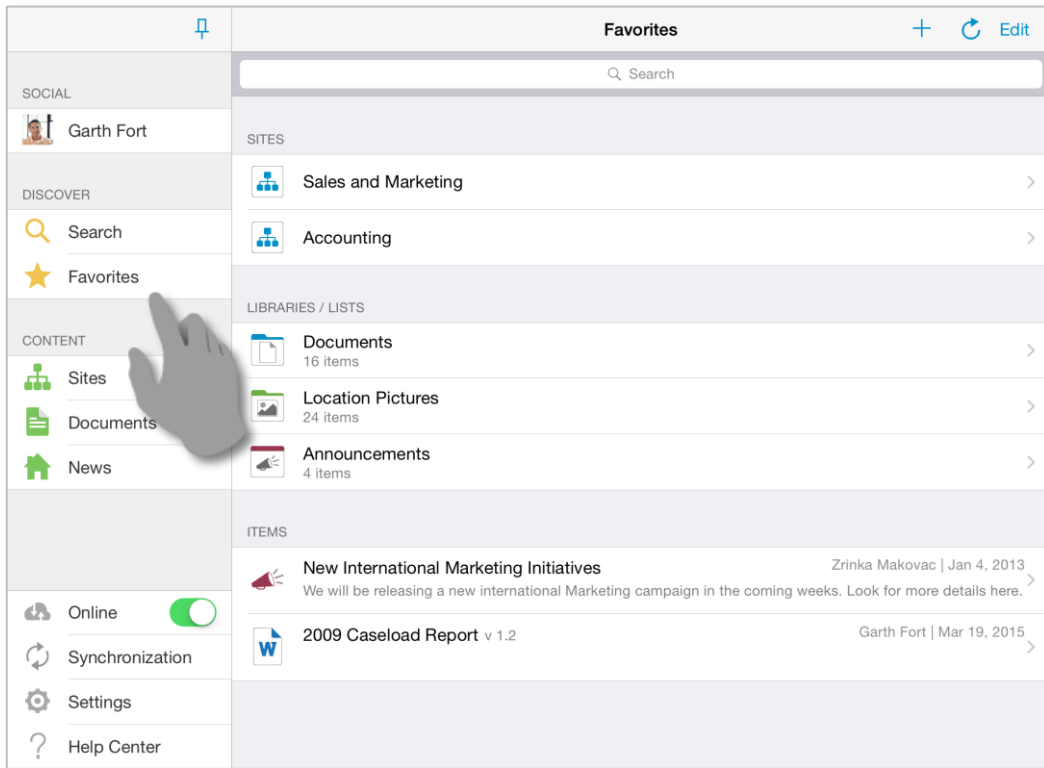 Favorites
Edit
Search
SOCIAL
Garth Fort
DISCOVER
Search
Favorites
CONTENT
Sites
Documents
News
Online
Synchronization
Settings
? Help Center
SITES
Sales and Marketing
Accounting
LIBRARIES / LISTS
Documents
16 items
Location Pictures
24 items
Announcements
4 items
ITEMS
New International Marketing Initiatives Zrinka Makovac | Jan 4, 2013
We will be releasing a new international Marketing campaign in the coming weeks. Look for more details here.
W 2009 Caseload Report v 1.2 Garth Fort | Mar 19, 2015